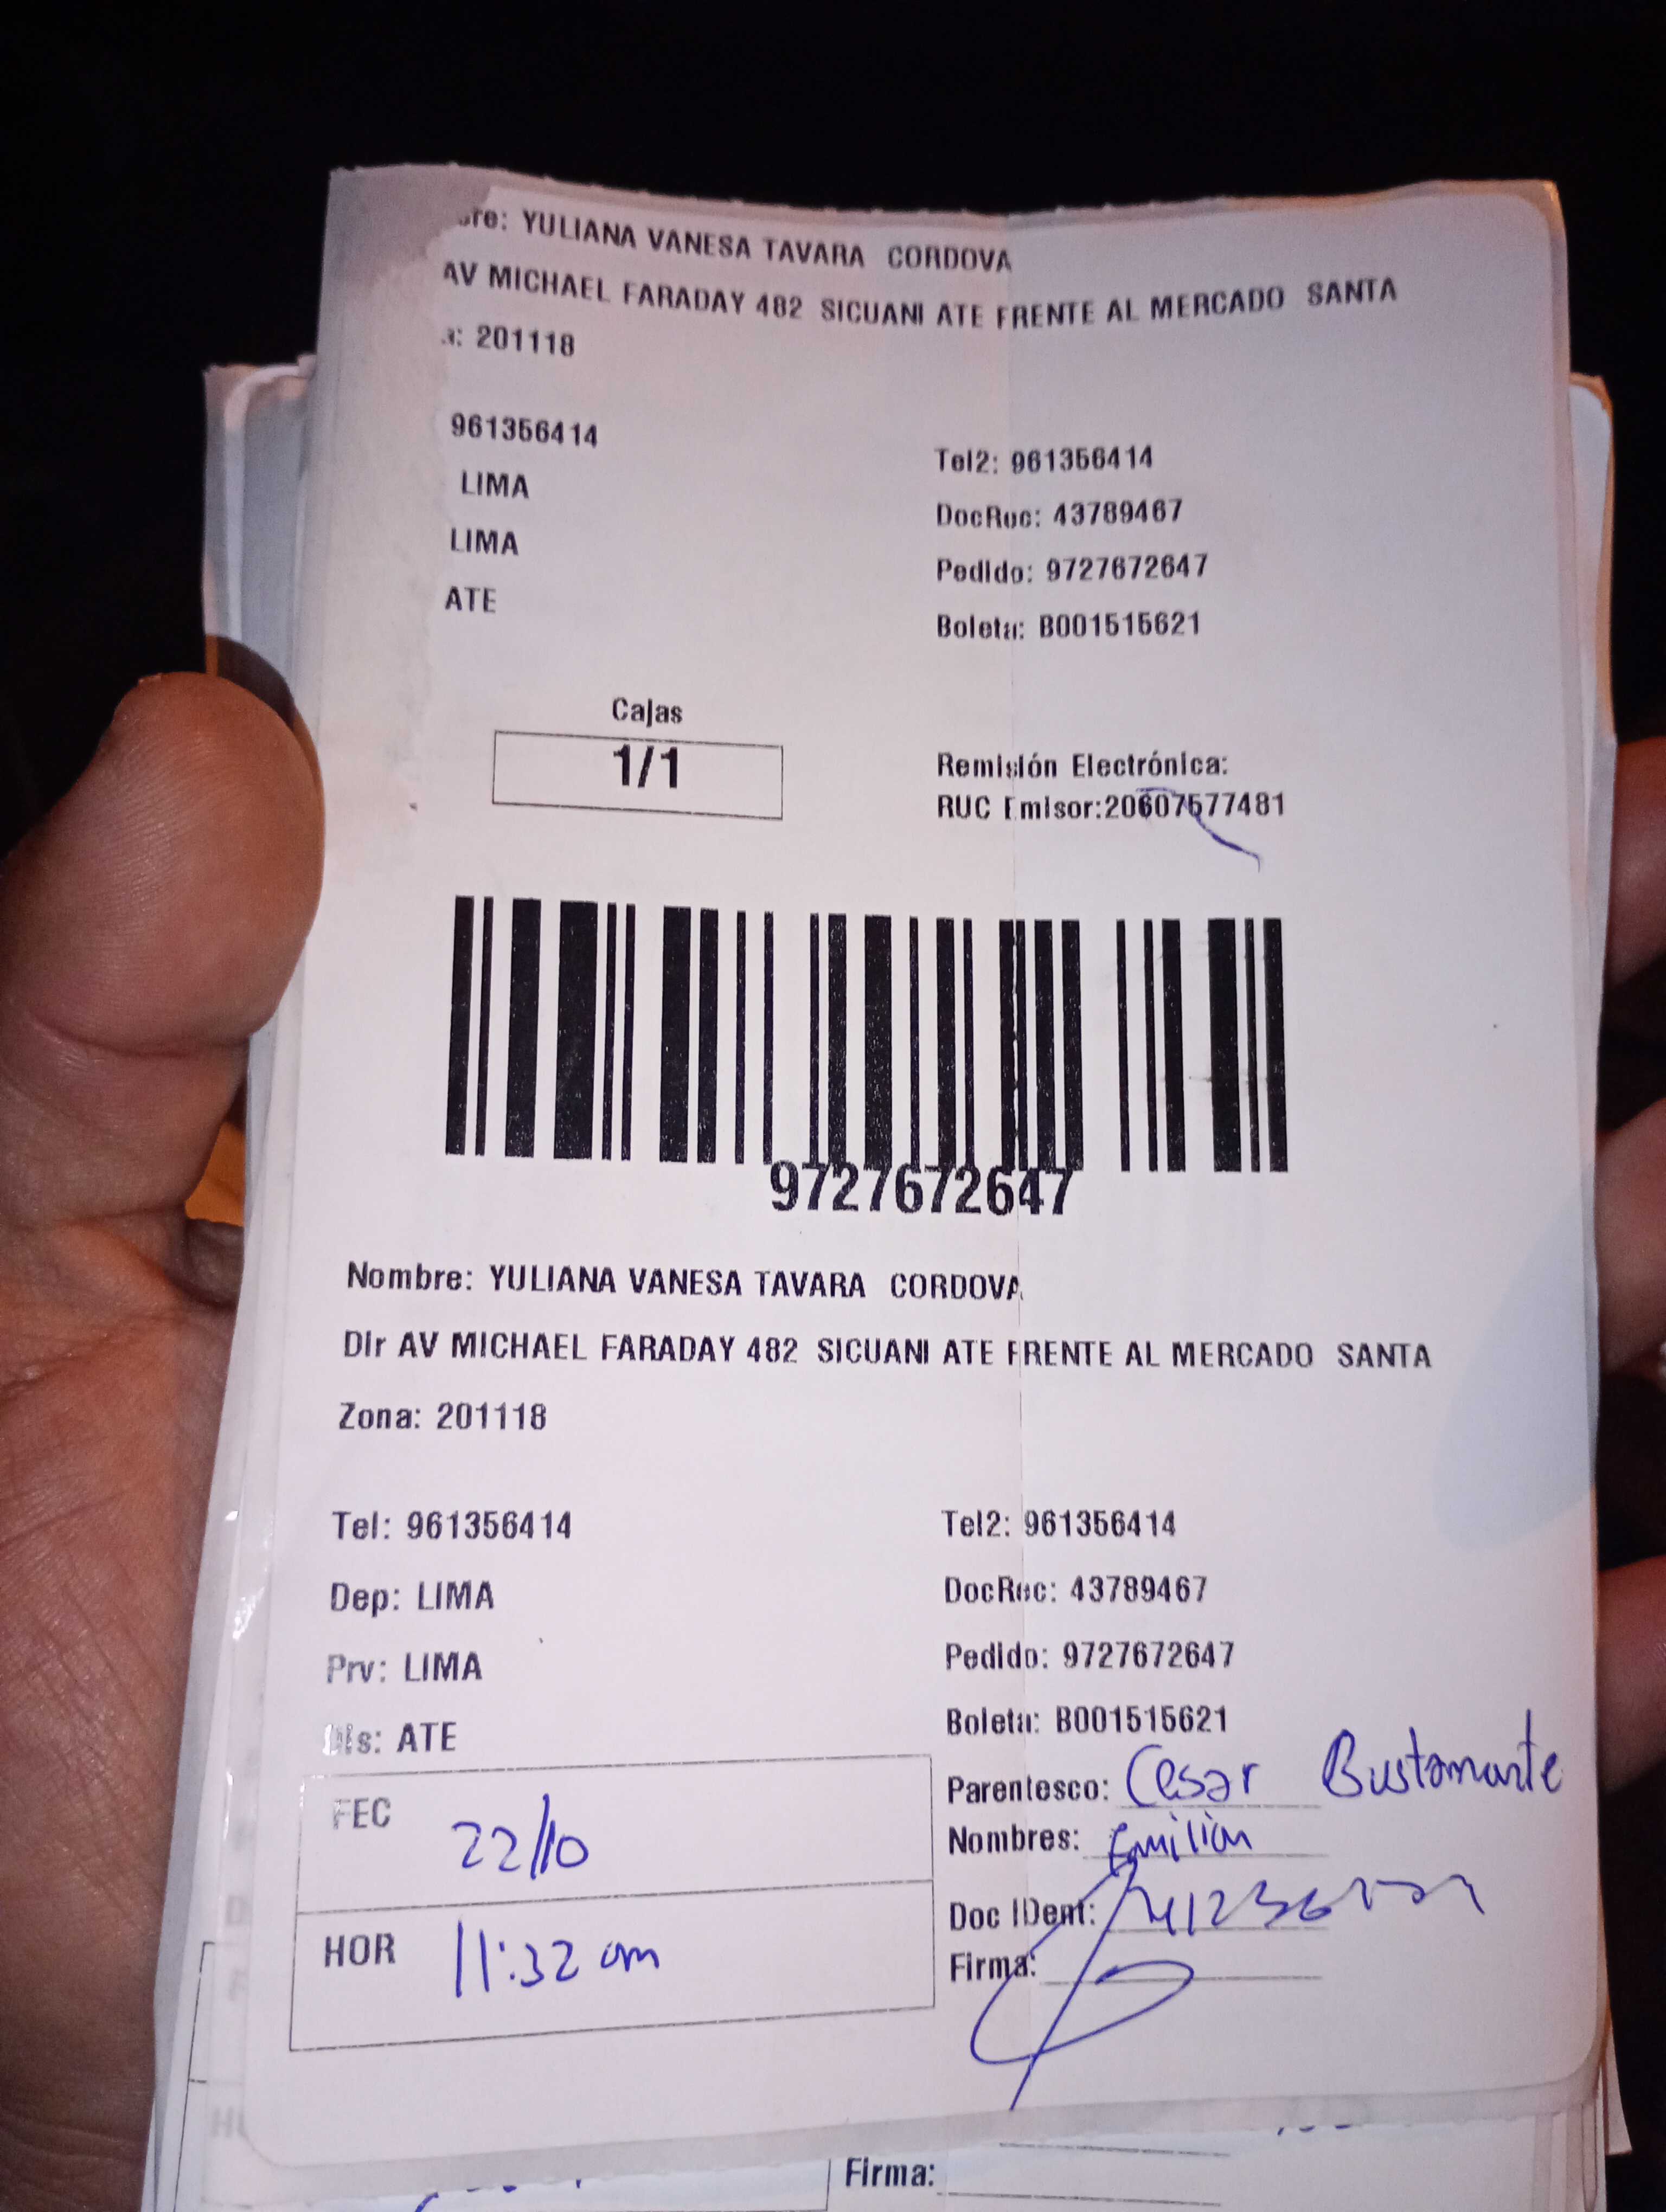 re: YULIANA VANESA TAVARA CORDOVA
AV MICHAEL FARADAY 482 SICUANI ATE FRENTE AL MERCADO SANTA
a: 201118
961356414
Tel2: 961356414
LIMA
DocRec: 43789467
LIMA
Pedido: 9727672647
ATE
Boleta: B001515621
Cajas
1/1
Remisión Electrónica:
RUC Emisor:20607577481
9727672647
Nombre: YULIANA VANESA TAVARA CORDOVA
Dir AV MICHAEL FARADAY 482 SICUANI ATE FRENTE AL MERCADO SANTA
Zona: 201118
Tel: 961356414
Tel2: 961356414
Dep: LIMA
DocRec: 43789467
Prv: LIMA
Pedido: 9727672647
Dis: ATE
Boleta: B001515621
FEC 22/10
Parentesco: Cesar Bustamante
Nombres:
Doc IDent:
HOR 11:32 am
Firma:
Firma: